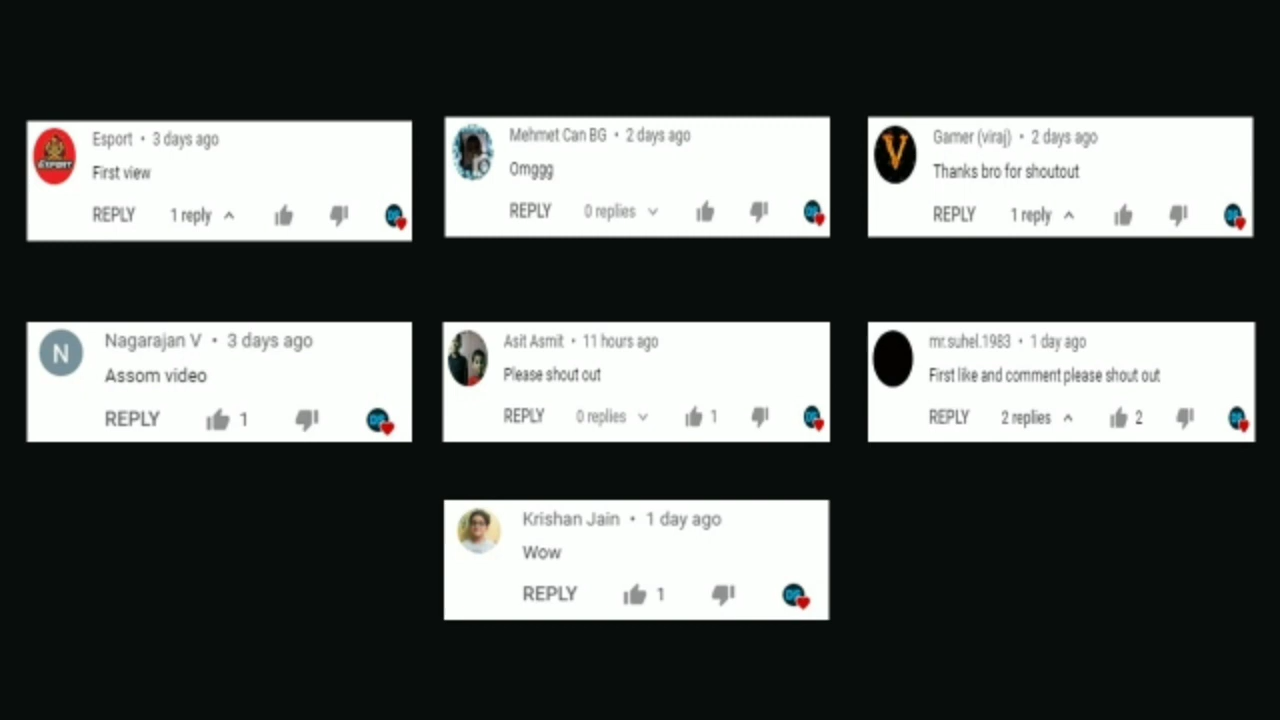 Esport • 3 days ago
First view
REPLY 1 reply
Mehmet Can BG • 2 days ago
Omggg
REPLY 0 replies
Gamer (viraj) • 2 days ago
Thanks bro for shoutout
REPLY 1 reply
Nagarajan V • 3 days ago
Assom video
REPLY 1
Asit Asmit • 11 hours ago
Please shout out
REPLY 0 replies 1
mr.suhel.1983 • 1 day ago
First like and comment please shout out
REPLY 2 replies 2
Krishan Jain • 1 day ago
Wow
REPLY 1